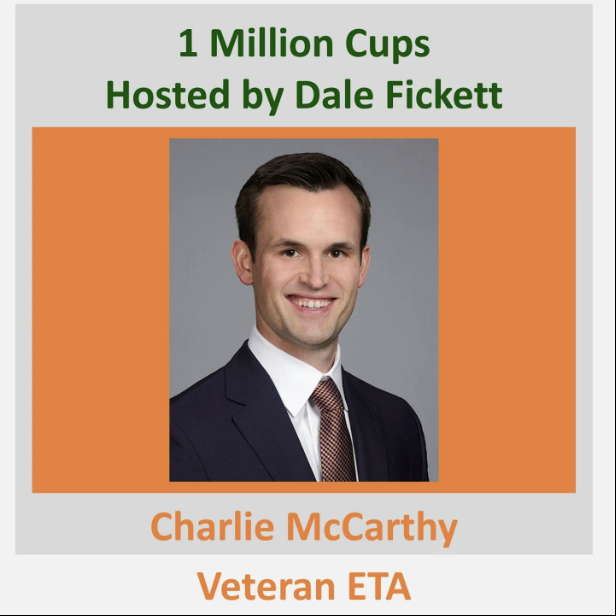 1 Million Cups
Hosted by Dale Fickett
Charlie McCarthy
Veteran ETA